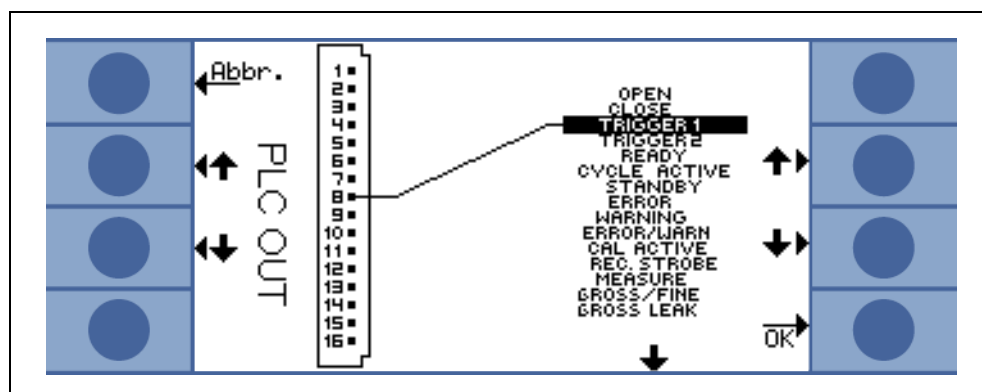 Abbr.
PLC OUT
1
2
3
4
5
6
7
8
9
10
11
12
13
14
15
16
OPEN
CLOSE
TRIGGER 1
TRIGGER 2
READY
CYCLE ACTIVE
STANDBY
ERROR
WARNING
ERROR/WARN
CAL ACTIVE
REC. STROBE
MEASURE
GROSS/FINE
GROSS LEAK
OK